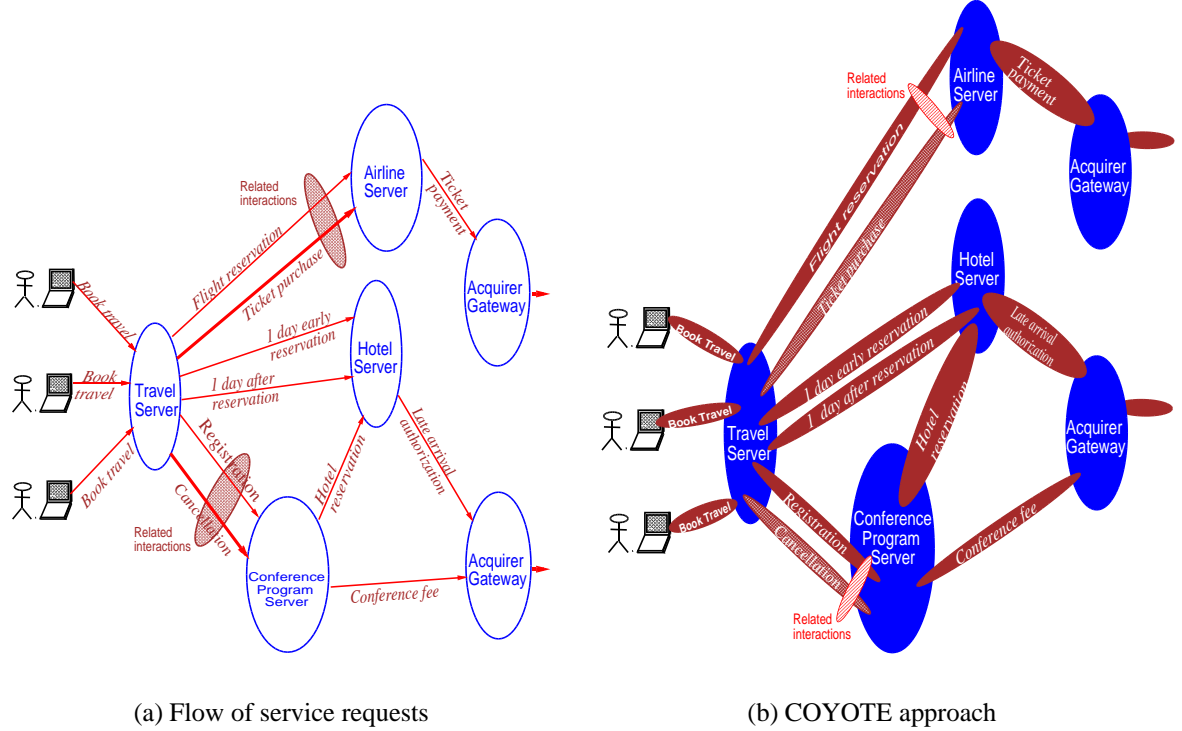 Related
interactions
Airline
Server
Ticket
payment
Flight reservation
Ticket purchase
Acquirer
Gateway
Book travel
Book
travel
Book travel
Travel
Server
1 day early
reservation
1 day after
reservation
Hotel
Server
Registration
Cancellation
Related
interactions
Hotel
reservation
Late arrival
authorization
Conference
Program
Server
Conference fee
Acquirer
Gateway
(a) Flow of service requests
Related
interactions
Airline
Server
Ticket
payment
Acquirer
Gateway
Flight reservation
Ticket purchase
Hotel
Server
Late arrival
authorization
Book Travel
Book Travel
Book Travel
Travel
Server
1 day early reservation
1 day after reservation
Hotel
reservation
Acquirer
Gateway
Registration
Cancellation
Conference
Program
Server
Conference fee
Related
interactions
(b) COYOTE approach